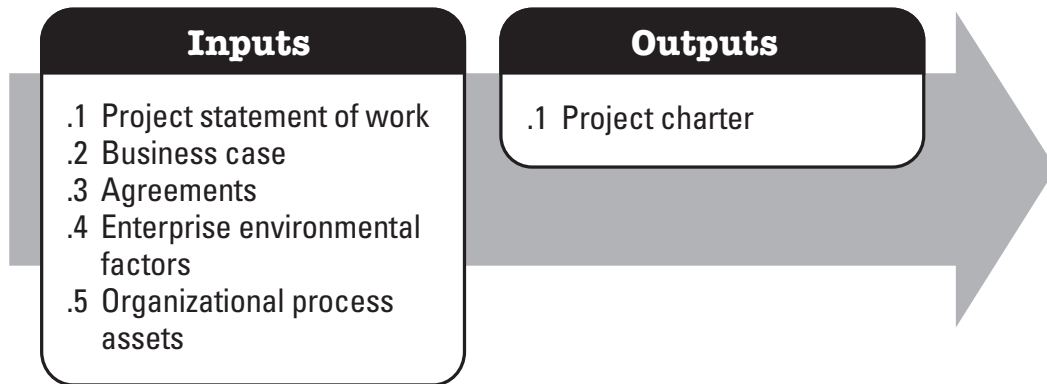 Inputs
.1 Project statement of work
.2 Business case
.3 Agreements
.4 Enterprise environmental
factors
.5 Organizational process
assets
Outputs
.1 Project charter